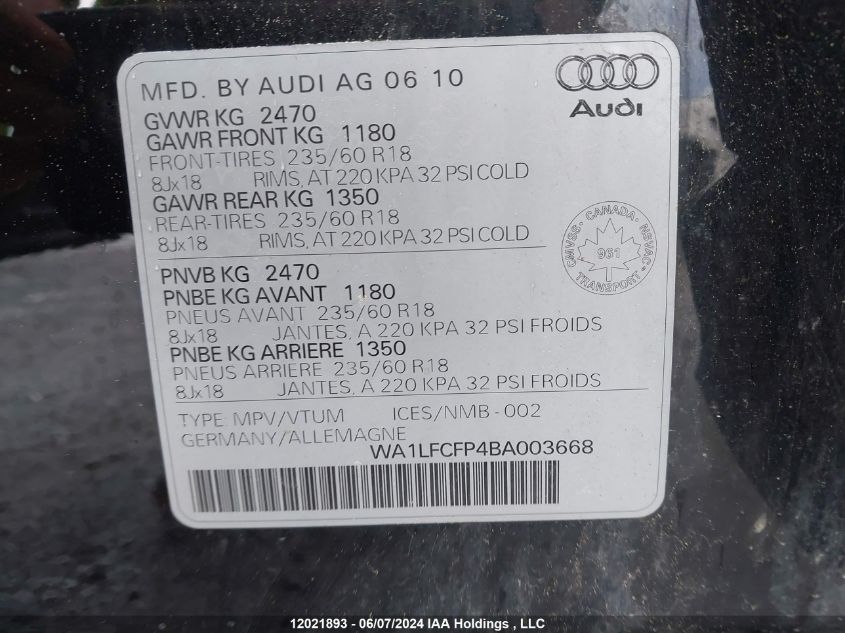 MFD. BY AUDI AG 06 10
Audi
GVWR KG 2470
GAWR FRONT KG 1180
FRONT-TIRES 235/60 R18
8Jx18 RIMS, AT 220 KPA 32 PSI COLD
GAWR REAR KG 1350
REAR-TIRES 235/60 R18
8Jx18 RIMS, AT 220 KPA 32 PSI COLD
CANADA
CMVSS NSVAC
961
TRANSPORT
PNVB KG 2470
PNBE KG AVANT 1180
PNEUS AVANT 235/60 R18
8Jx18 JANTES, A 220 KPA 32 PSI FROIDS
PNBE KG ARRIERE 1350
PNEUS ARRIERE 235/60 R18
8Jx18 JANTES, A 220 KPA 32 PSI FROIDS
TYPE: MPV/VTUM ICES/NMB-002
GERMANY/ALLEMAGNE
WA1LFCFP4BA003668
12021893 - 06/07/2024 IAA Holdings , LLC